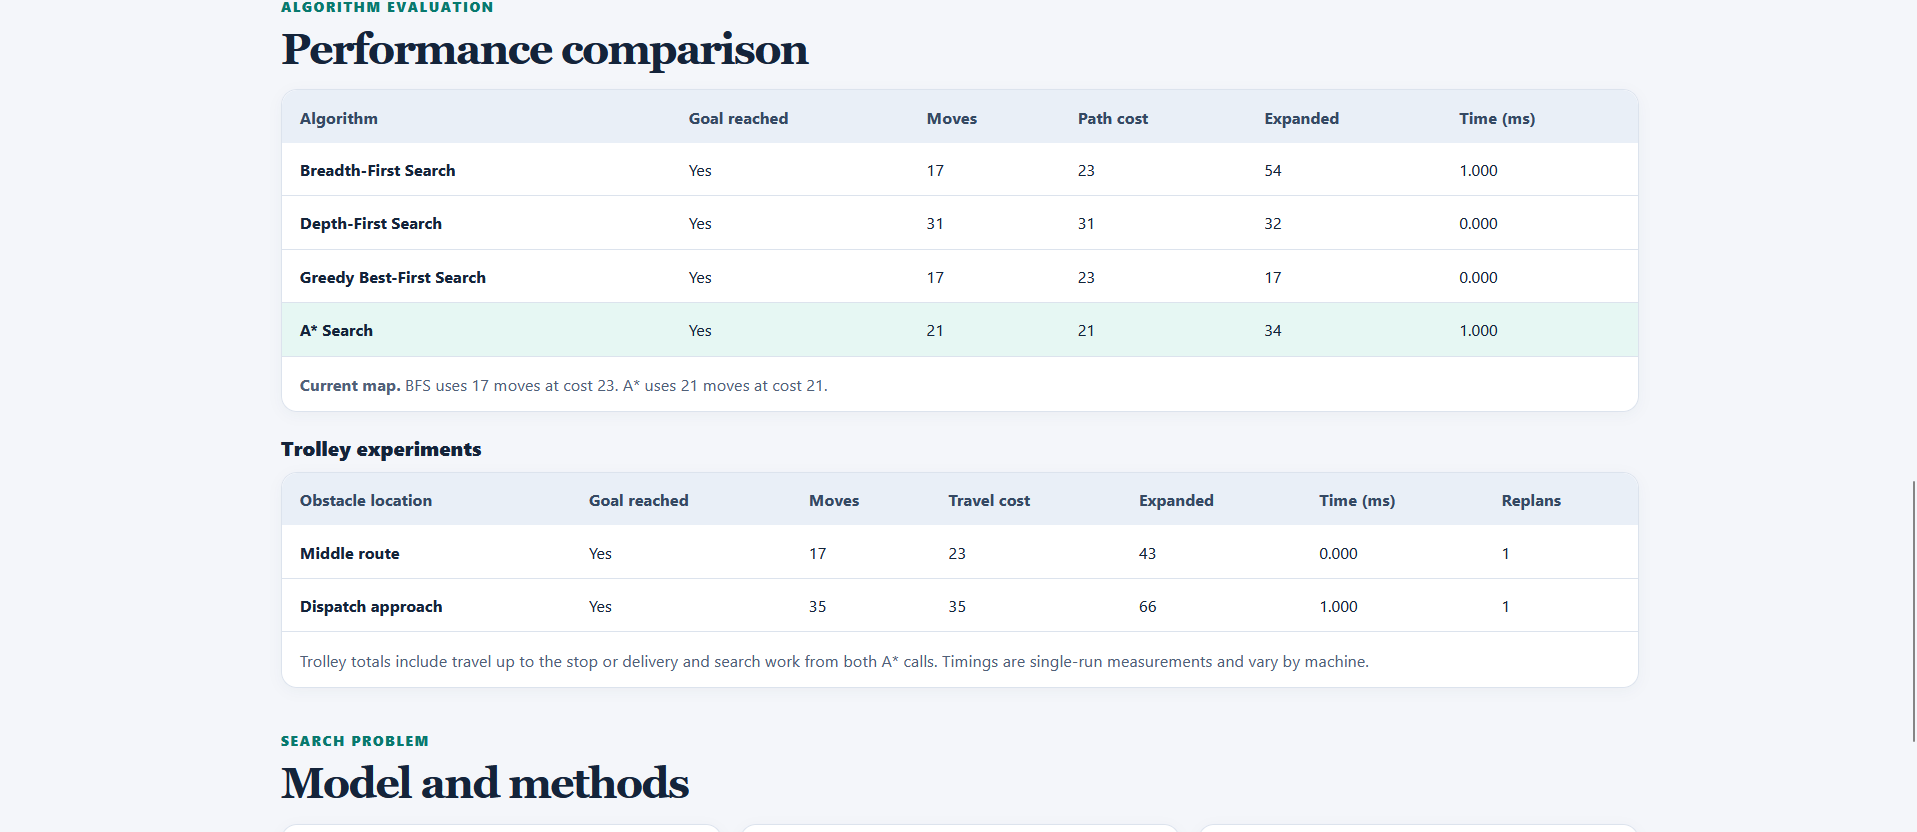 ALGORITHM EVALUATION
Performance comparison
Algorithm Goal reached Moves Path cost Expanded Time (ms)
Breadth-First Search Yes 17 23 54 1.000
Depth-First Search Yes 31 31 32 0.000
Greedy Best-First Search Yes 17 23 17 0.000
A* Search Yes 21 21 34 1.000
Current map. BFS uses 17 moves at cost 23. A* uses 21 moves at cost 21.
Trolley experiments
Obstacle location Goal reached Moves Travel cost Expanded Time (ms) Replans
Middle route Yes 17 23 43 0.000 1
Dispatch approach Yes 35 35 66 1.000 1
Trolley totals include travel up to the stop or delivery and search work from both A* calls. Timings are single-run measurements and vary by machine.
SEARCH PROBLEM
Model and methods